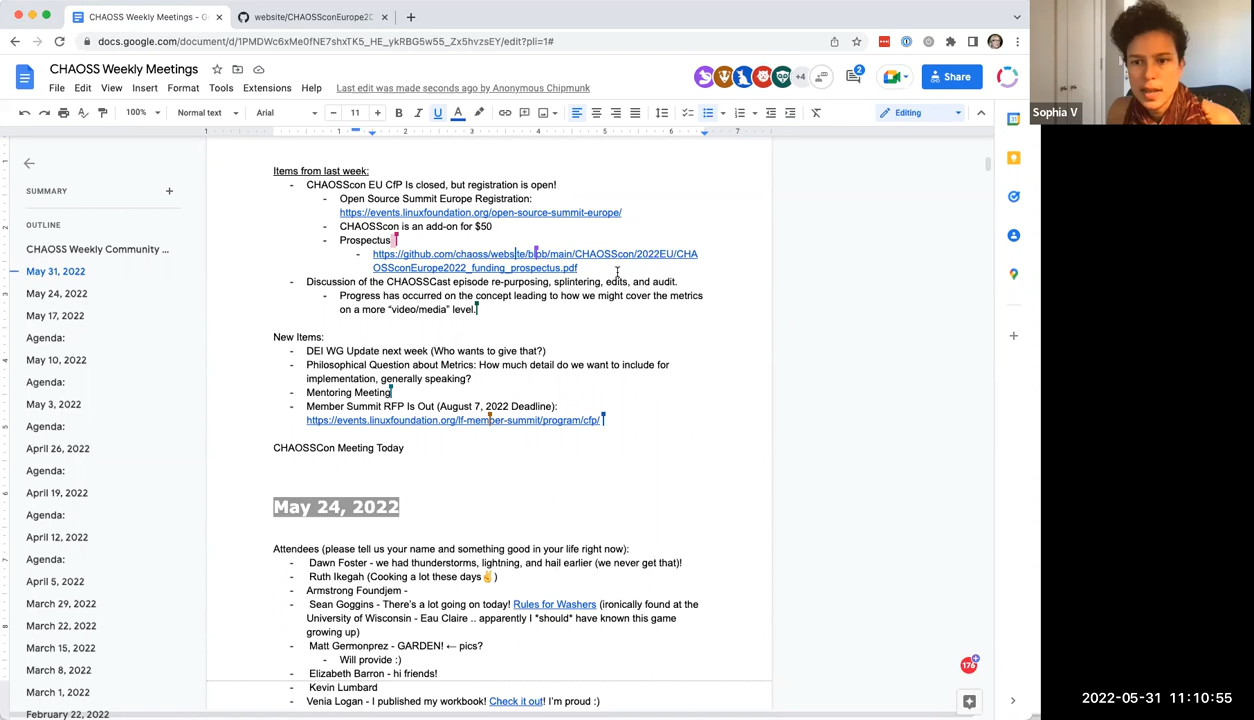 CHAOSS Weekly Meetings - G
website/CHAOSSconEurope2
docs.google.com/document/d/1PMDWc6xMe0fNE7shxTK5_HE_ykRBG5w55_Zx5hvzsEY/edit?pli=1#
CHAOSS Weekly Meetings
File Edit View Insert Format Tools Extensions Help Last edit was made seconds ago by Anonymous Chipmunk
+4
2
Share
100%
Normal text
Arial
11
Editing
Sophia V
SUMMARY
OUTLINE
CHAOSS Weekly Community ...
May 31, 2022
May 24, 2022
May 17, 2022
Agenda:
May 10, 2022
Agenda:
May 3, 2022
Agenda:
April 26, 2022
Agenda:
April 19, 2022
Agenda:
April 12, 2022
Agenda:
April 5, 2022
March 29, 2022
March 22, 2022
March 15, 2022
March 8, 2022
March 1, 2022
February 22, 2022
Items from last week:
- CHAOSScon EU CfP Is closed, but registration is open!
- Open Source Summit Europe Registration:
https://events.linuxfoundation.org/open-source-summit-europe/
- CHAOSScon is an add-on for $50
- Prospectus
- https://github.com/chaoss/website/blob/main/CHAOSScon/2022EU/CHA
OSSconEurope2022_funding_prospectus.pdf
- Discussion of the CHAOSSCast episode re-purposing, splintering, edits, and audit.
- Progress has occurred on the concept leading to how we might cover the metrics
on a more “video/media” level.
New Items:
- DEI WG Update next week (Who wants to give that?)
- Philosophical Question about Metrics: How much detail do we want to include for
implementation, generally speaking?
- Mentoring Meeting
- Member Summit RFP Is Out (August 7, 2022 Deadline):
https://events.linuxfoundation.org/lf-member-summit/program/cfp/
CHAOSSCon Meeting Today
May 24, 2022
Attendees (please tell us your name and something good in your life right now):
- Dawn Foster - we had thunderstorms, lightning, and hail earlier (we never get that)!
- Ruth Ikegah (Cooking a lot these days✌)
- Armstrong Foundjem -
- Sean Goggins - There’s a lot going on today! Rules for Washers (ironically found at the
University of Wisconsin - Eau Claire .. apparently I *should* have known this game
growing up)
- Matt Germonprez - GARDEN! ← pics?
- Will provide :)
- Elizabeth Barron - hi friends!
- Kevin Lumbard
- Venia Logan - I published my workbook! Check it out! I’m proud :)
176
2022-05-31 11:10:55